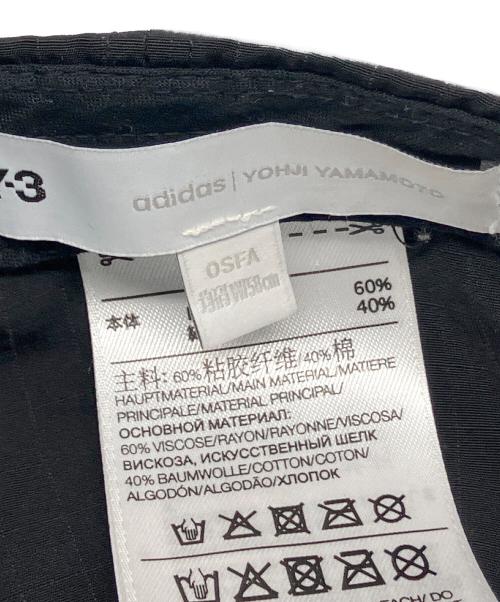 Y-3
adidas | YOHJI YAMAMOTO
OSFA
60%
本体
40%
主料: 60% 粘胶纤维/40% 棉
HAUPTMATERIAL/MAIN MATERIAL/MATIERE
PRINCIPALE/MATERIAL PRINCIPAL/
ОСНОВНОЙ МАТЕРИАЛ:
60% VISCOSE/RAYON/RAYONNE/VISCOSA/
ВИСКОЗА, ИСКУССТВЕННЫЙ ШЕЛК
40% BAUMWOLLE/COTTON/COTON/
ALGODÓN/ALGODÃO/ХЛОПОК